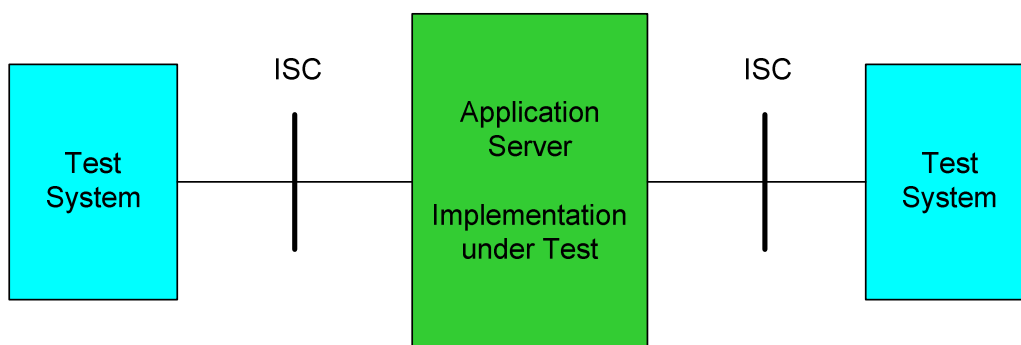 Test
System
ISC
Application
Server
Implementation
under Test
ISC
Test
System